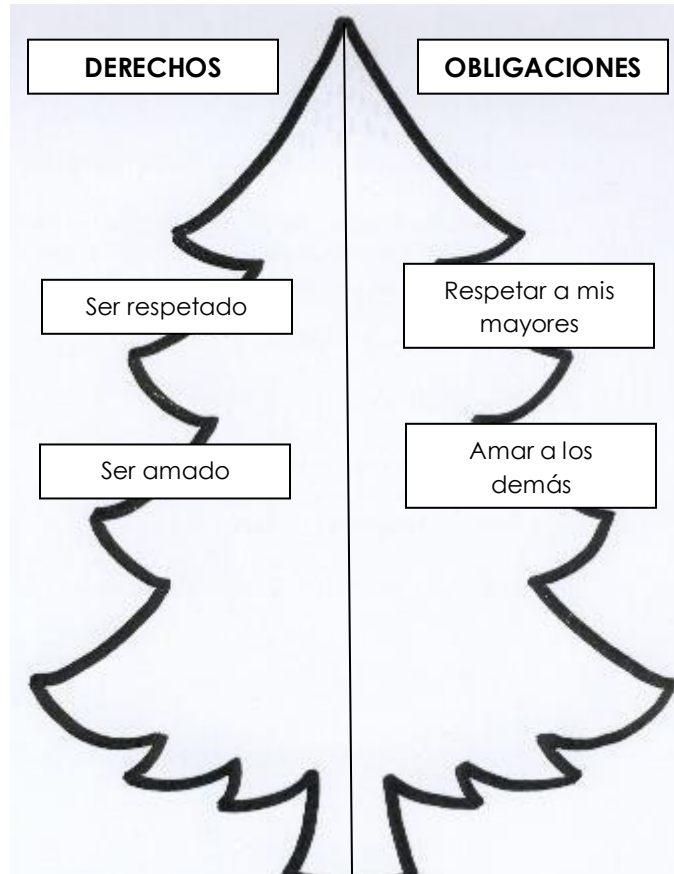 DERECHOS
OBLIGACIONES
Ser respetado
Respetar a mis
mayores
Ser amado
Amar a los
demás